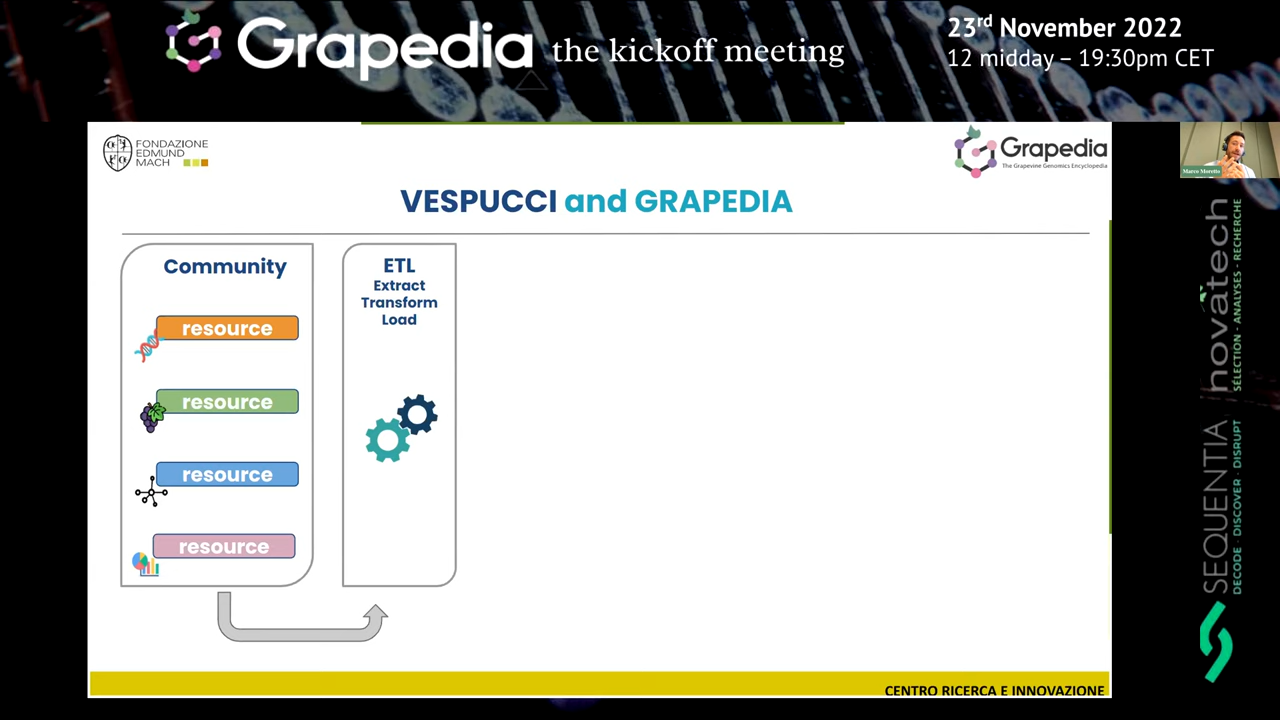 Grapedia the kickoff meeting
23rd November 2022
12 midday – 19:30pm CET
FONDAZIONE
EDMUND
MACH
Grapedia
The Grapevine Genomics Encyclopedia
Marco Moretto
VESPUCCI and GRAPEDIA
Community
resource
resource
resource
resource
ETL
Extract
Transform
Load
CENTRO RICERCA E INNOVAZIONE
novatech
SÉLECTION - ANALYSES - RECHERCHE
SEQUENTIA
DECODE · DISCOVER · DISRUPT